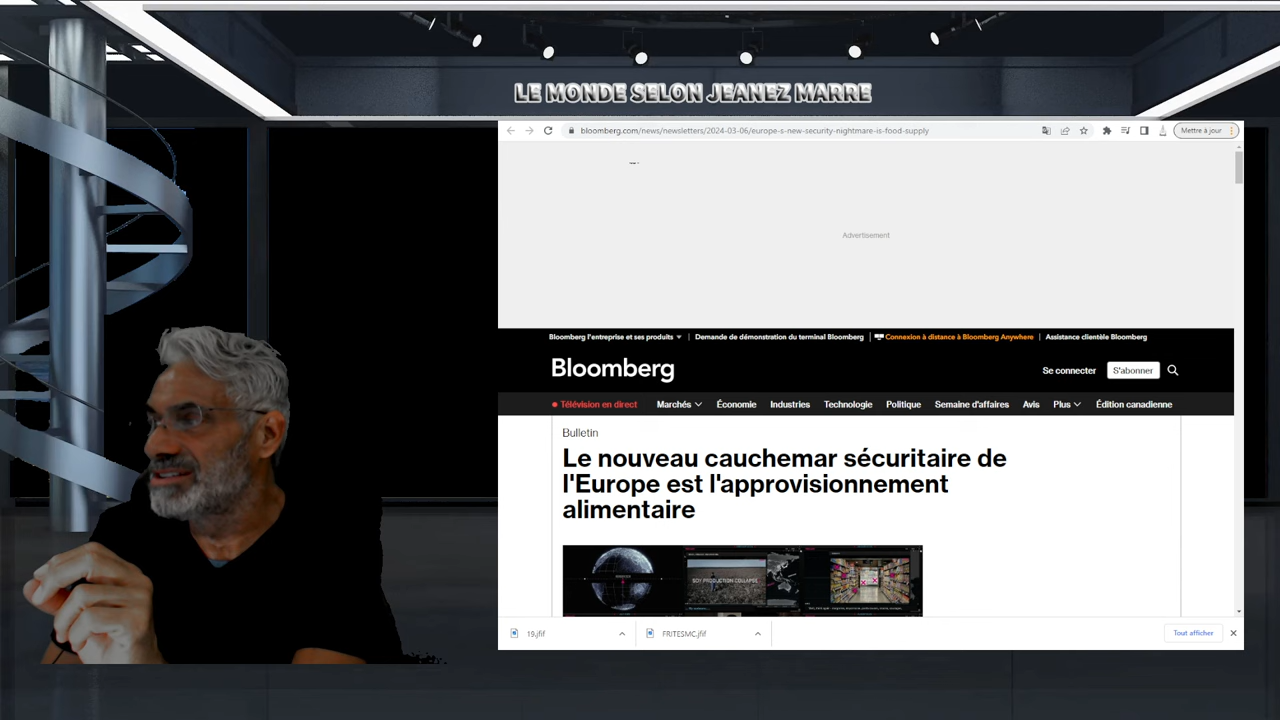 LE MONDE SELON JEANEZ MARRE
bloomberg.com/news/newsletters/2024-03-06/europe-s-new-security-nightmare-is-food-supply
Mettre à jour
Advertisement
Bloomberg l'entreprise et ses produits
Demande de démonstration du terminal Bloomberg
Connexion à distance à Bloomberg Anywhere
Assistance clientèle Bloomberg
Bloomberg
Se connecter
S'abonner
Télévision en direct
Marchés
Économie
Industries
Technologie
Politique
Semaine d'affaires
Avis
Plus
Édition canadienne
Bulletin
Le nouveau cauchemar sécuritaire de
l'Europe est l'approvisionnement
alimentaire
SOY PRODUCTION COLLAPSE
19.jfif
FRITESMC.jfif
Tout afficher